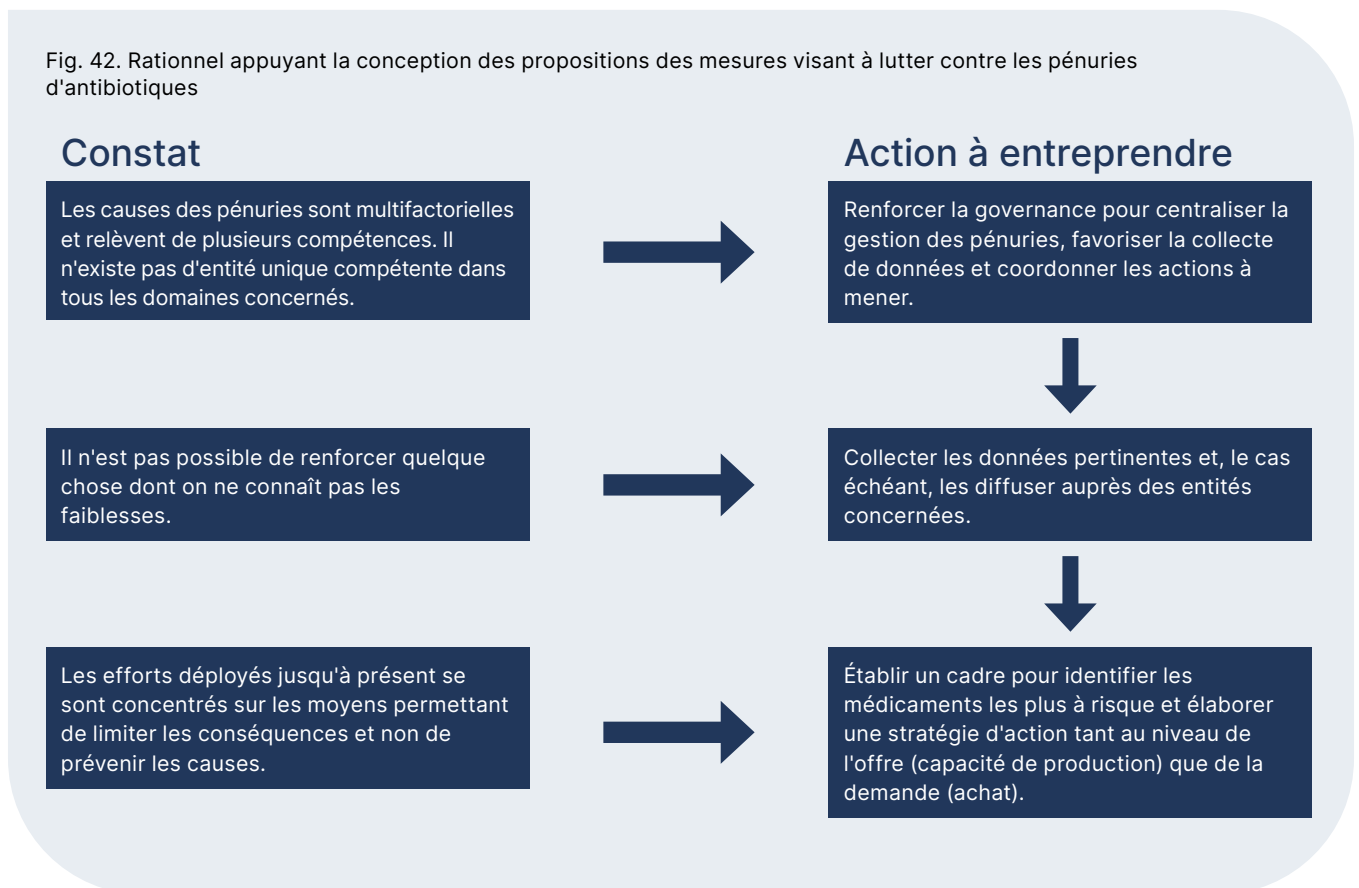 Fig. 42. Rationnel appuyant la conception des propositions des mesures visant à lutter contre les pénuries
d'antibiotiques
Constat
Action à entreprendre
Les causes des pénuries sont multifactorielles
et relèvent de plusieurs compétences. Il
n'existe pas d'entité unique compétente dans
tous les domaines concernés.
Renforcer la governance pour centraliser la
gestion des pénuries, favoriser la collecte
de données et coordonner les actions à
mener.
Il n'est pas possible de renforcer quelque
chose dont on ne connaît pas les
faiblesses.
Collecter les données pertinentes et, le cas
échéant, les diffuser auprès des entités
concernées.
Les efforts déployés jusqu'à présent se
sont concentrés sur les moyens permettant
de limiter les conséquences et non de
prévenir les causes.
Établir un cadre pour identifier les
médicaments les plus à risque et élaborer
une stratégie d'action tant au niveau de
l'offre (capacité de production) que de la
demande (achat).